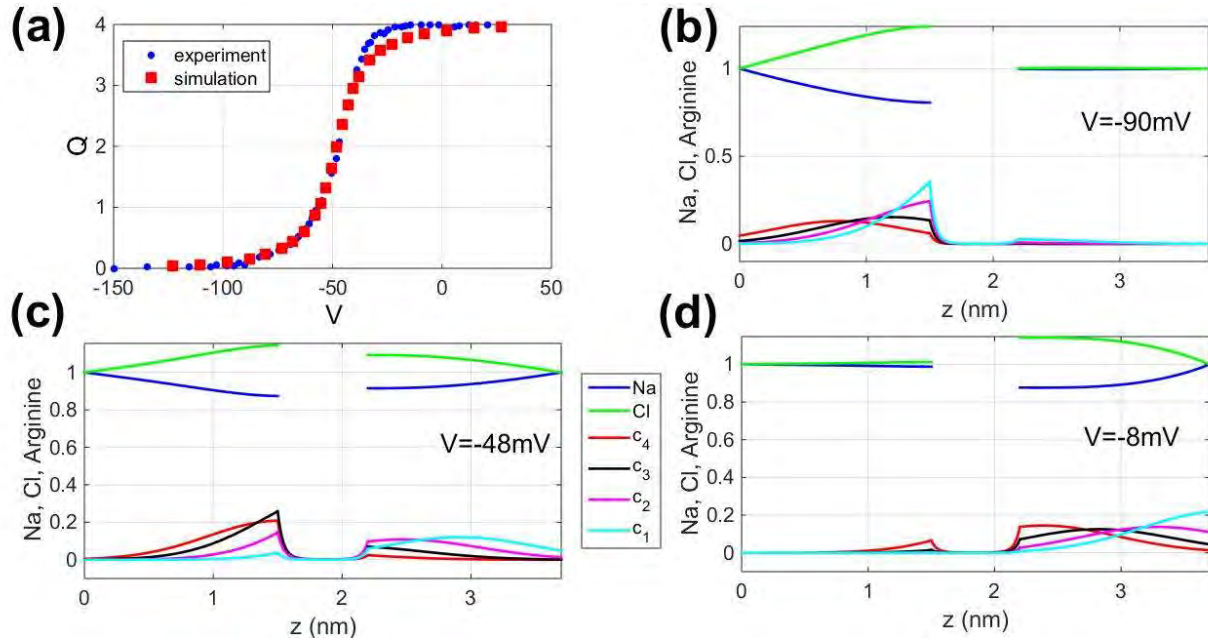 (a)
4
3
2
1
0
Q
experiment
simulation
-150
-100
-50
0
50
V
(b)
1
0.5
0
Na, Cl, Arginine
V=-90mV
0
1
2
3
z (nm)
(c)
1
0.8
0.6
0.4
0.2
0
Na, Cl, Arginine
V=-48mV
0
1
2
3
z (nm)
Na
Cl
c4
c3
c2
c1
(d)
1
0.8
0.6
0.4
0.2
0
Na, Cl, Arginine
V=-8mV
0
1
2
3
z (nm)